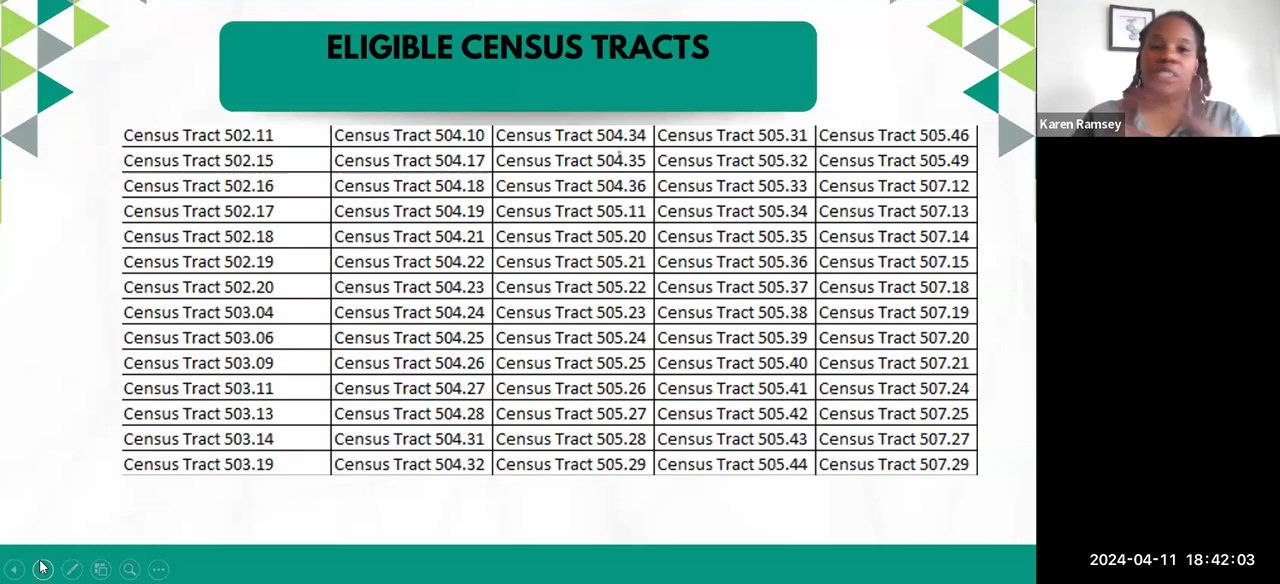 ELIGIBLE CENSUS TRACTS
Census Tract 502.11 Census Tract 504.10 Census Tract 504.34 Census Tract 505.31 Census Tract 505.46
Census Tract 502.15 Census Tract 504.17 Census Tract 504.35 Census Tract 505.32 Census Tract 505.49
Census Tract 502.16 Census Tract 504.18 Census Tract 504.36 Census Tract 505.33 Census Tract 507.12
Census Tract 502.17 Census Tract 504.19 Census Tract 505.11 Census Tract 505.34 Census Tract 507.13
Census Tract 502.18 Census Tract 504.21 Census Tract 505.20 Census Tract 505.35 Census Tract 507.14
Census Tract 502.19 Census Tract 504.22 Census Tract 505.21 Census Tract 505.36 Census Tract 507.15
Census Tract 502.20 Census Tract 504.23 Census Tract 505.22 Census Tract 505.37 Census Tract 507.18
Census Tract 503.04 Census Tract 504.24 Census Tract 505.23 Census Tract 505.38 Census Tract 507.19
Census Tract 503.06 Census Tract 504.25 Census Tract 505.24 Census Tract 505.39 Census Tract 507.20
Census Tract 503.09 Census Tract 504.26 Census Tract 505.25 Census Tract 505.40 Census Tract 507.21
Census Tract 503.11 Census Tract 504.27 Census Tract 505.26 Census Tract 505.41 Census Tract 507.24
Census Tract 503.13 Census Tract 504.28 Census Tract 505.27 Census Tract 505.42 Census Tract 507.25
Census Tract 503.14 Census Tract 504.31 Census Tract 505.28 Census Tract 505.43 Census Tract 507.27
Census Tract 503.19 Census Tract 504.32 Census Tract 505.29 Census Tract 505.44 Census Tract 507.29
Karen Ramsey
2024-04-11 18:42:03